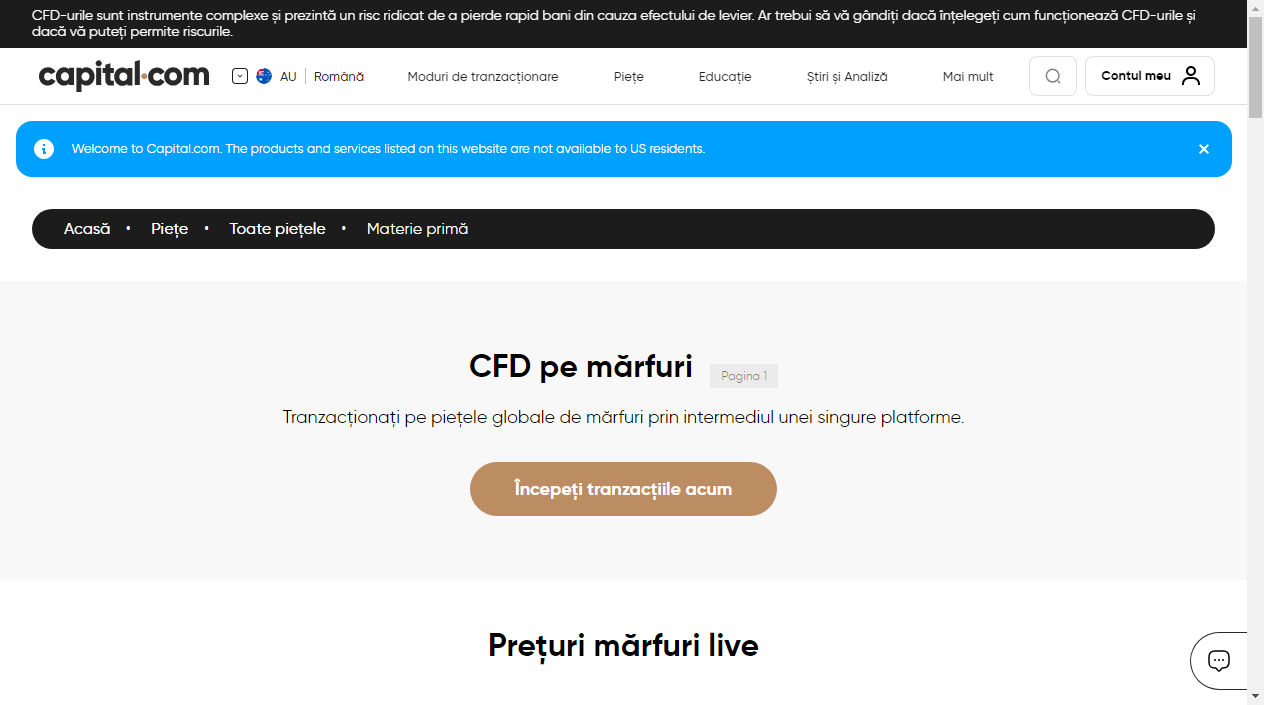 CFD-urile sunt instrumente complexe și prezintă un risc ridicat de a pierde rapid bani din cauza efectului de levier. Ar trebui să vă gândiți dacă înțelegeți cum funcționează CFD-urile și
dacă vă puteți permite riscurile.
capital.com AU Română Moduri de tranzacționare Piețe Educație Știri și Analiză Mai mult Contul meu
Welcome to Capital.com. The products and services listed on this website are not available to US residents.
Acasă • Piețe • Toate piețele • Materie primă
CFD pe mărfuri Pagina 1
Tranzacționați pe piețele globale de mărfuri prin intermediul unei singure platforme.
Începeți tranzacțiile acum
Prețuri mărfuri live